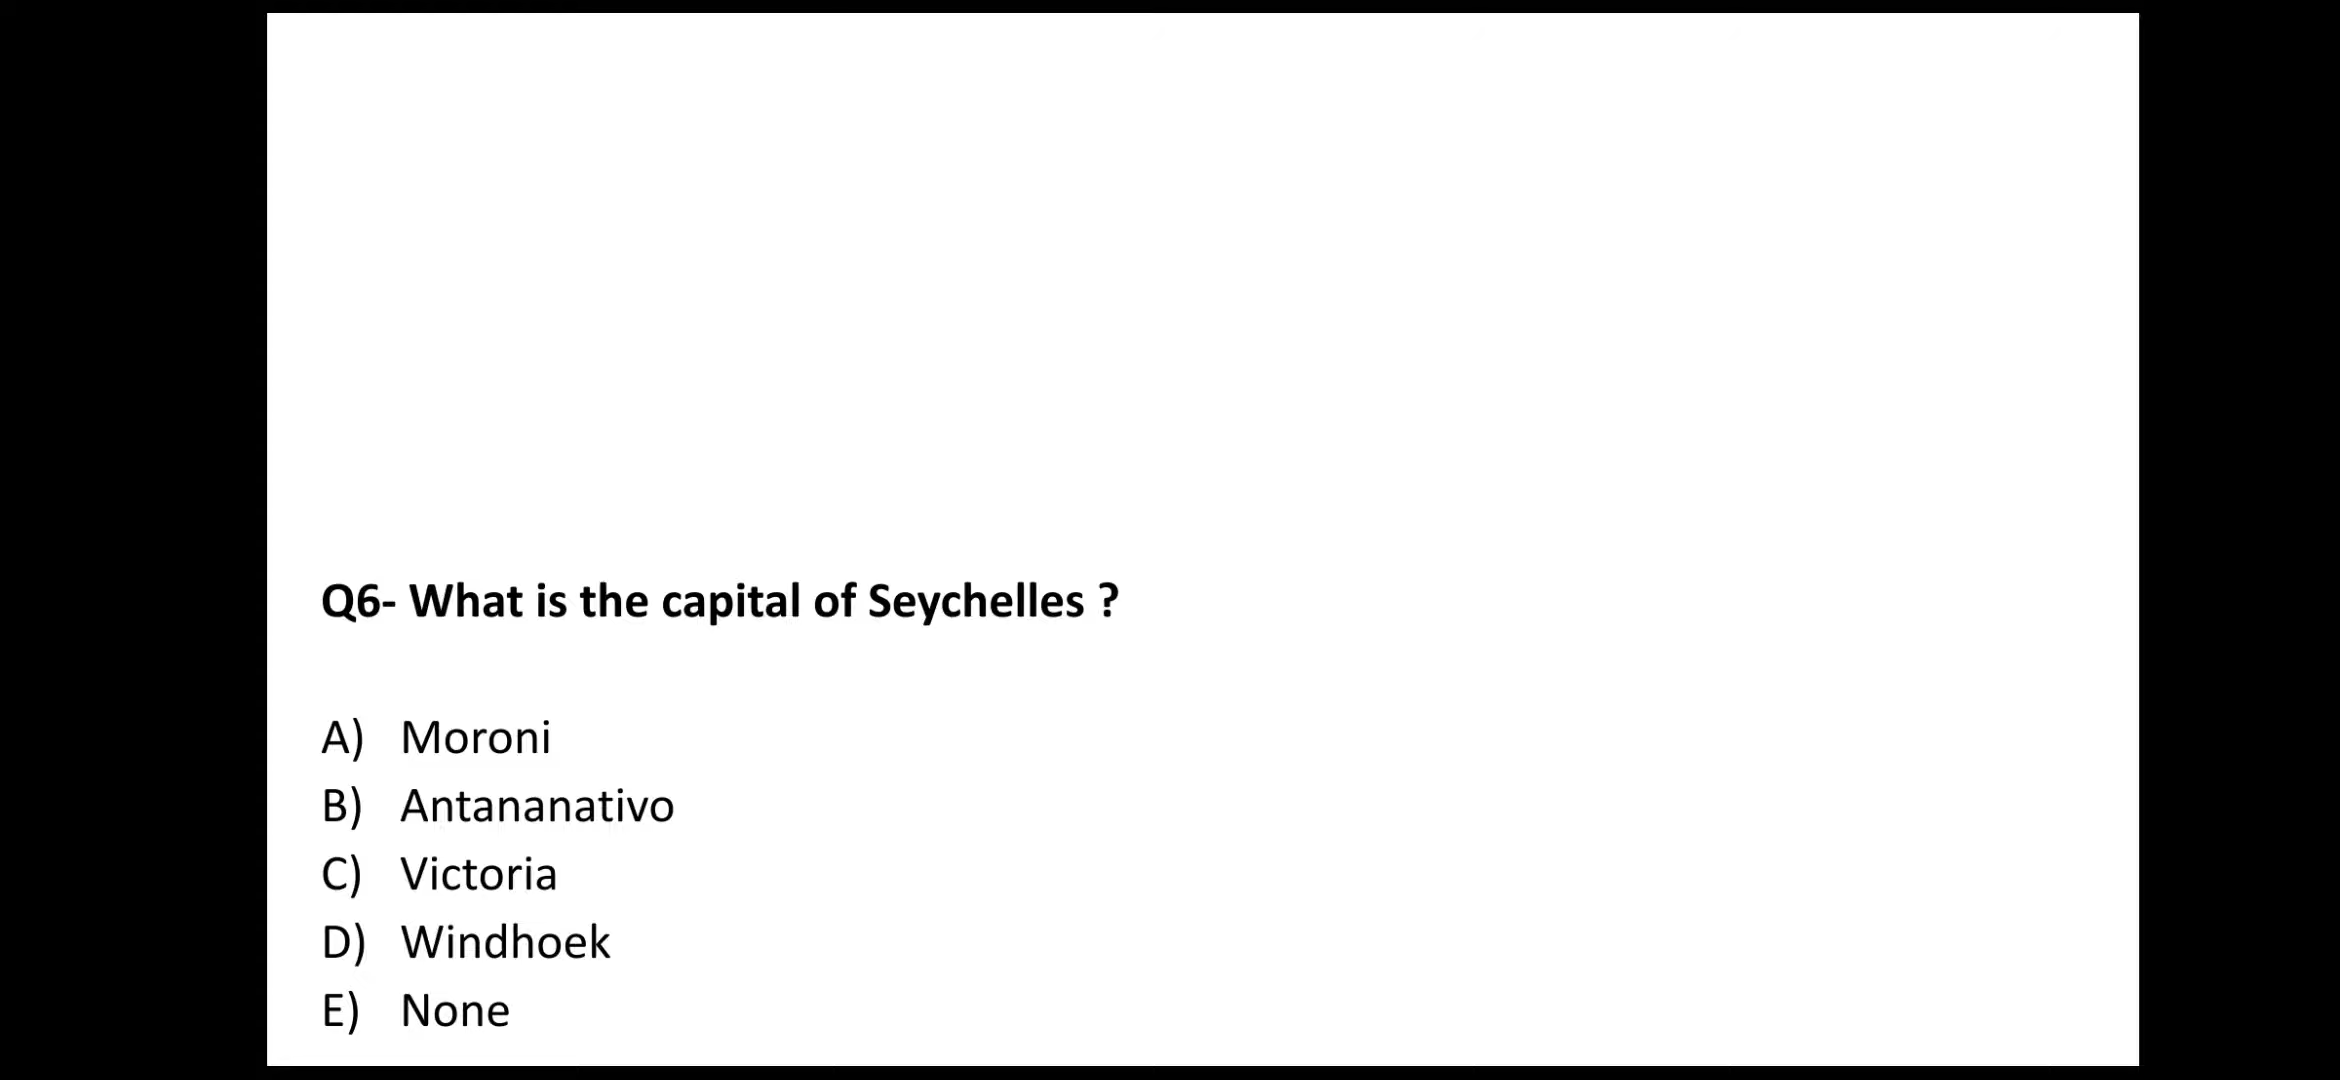 Q6- What is the capital of Seychelles ?
A) Moroni
B) Antananativo
C) Victoria
D) Windhoek
E) None